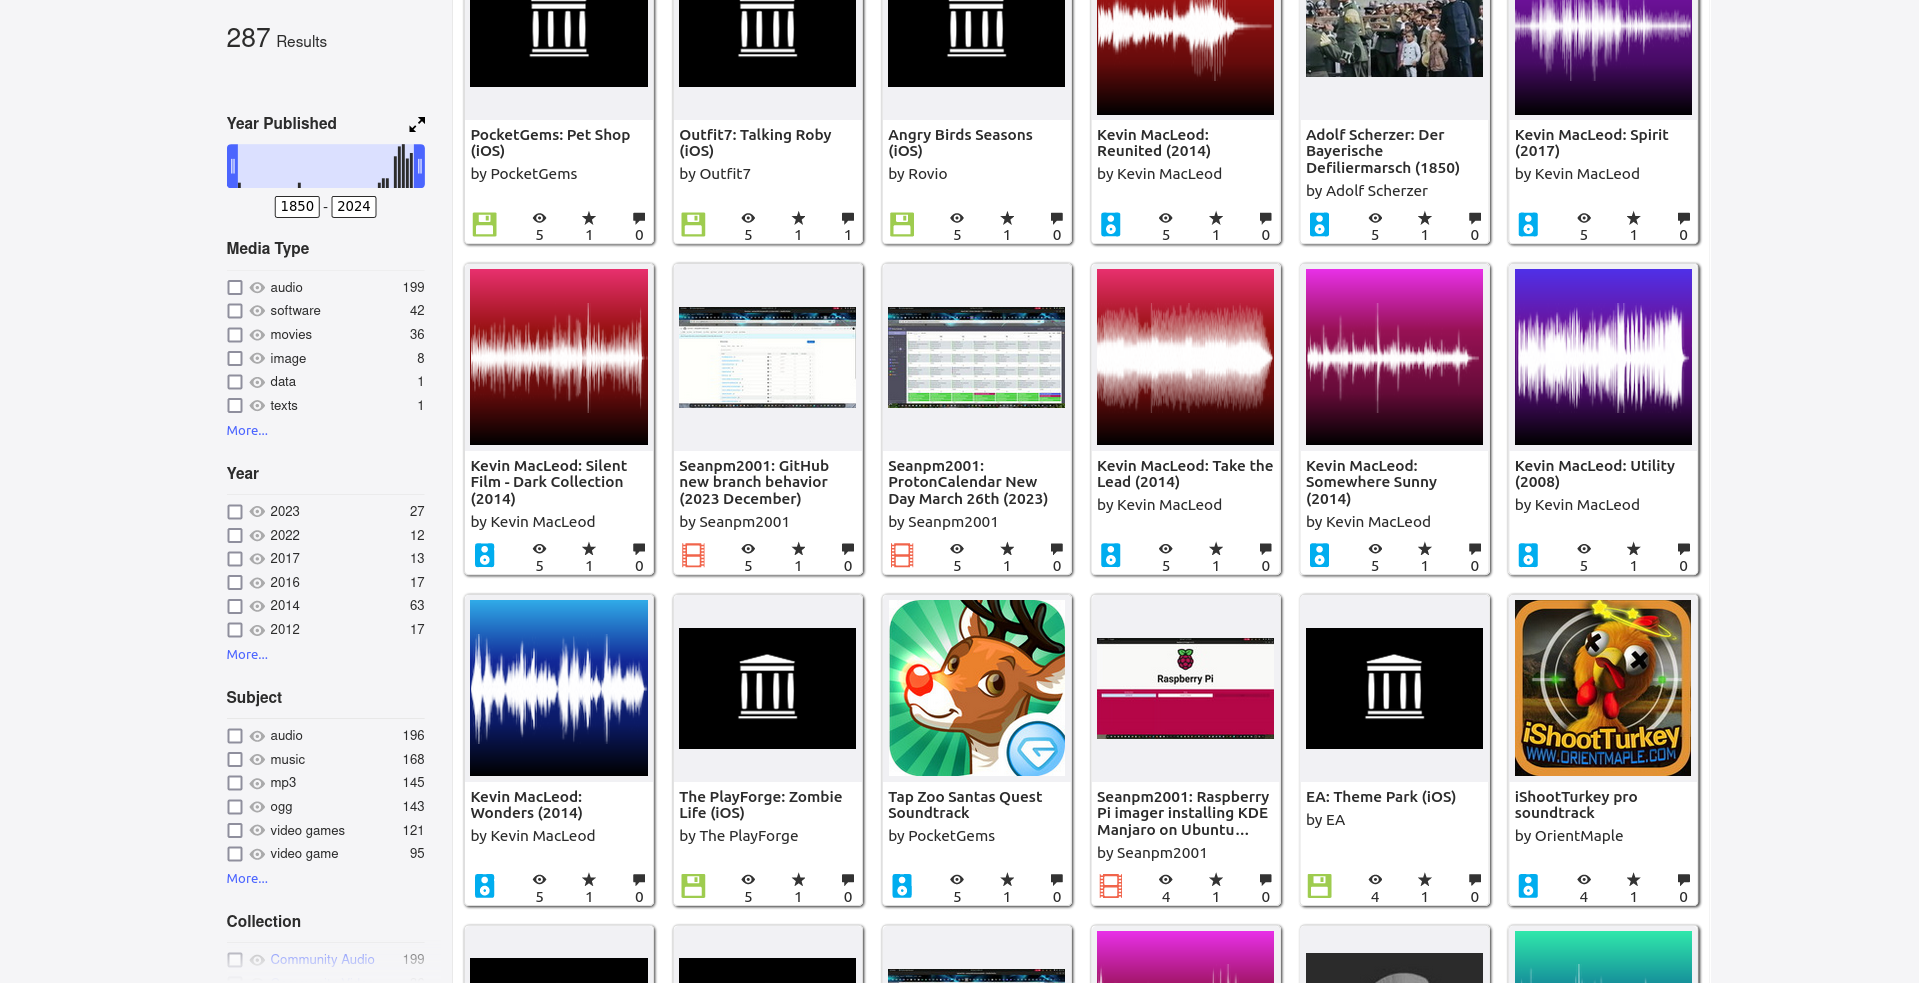 287 Results
Year Published
1850 - 2024
Media Type
audio 199
software 42
movies 36
image 8
data 1
texts 1
More...
Year
2023 27
2022 12
2017 13
2016 17
2014 63
2012 17
More...
Subject
audio 196
music 168
mp3 145
ogg 143
video games 121
video game 95
More...
Collection
Community Audio 199
PocketGems: Pet Shop
(iOS)
by PocketGems
5 1 0
Outfit7: Talking Roby
(iOS)
by Outfit7
5 1 1
Angry Birds Seasons
(iOS)
by Rovio
5 1 0
Kevin MacLeod:
Reunited (2014)
by Kevin MacLeod
5 1 0
Adolf Scherzer: Der
Bayerische
Defiliermarsch (1850)
by Adolf Scherzer
5 1 0
Kevin MacLeod: Spirit
(2017)
by Kevin MacLeod
5 1 0
Kevin MacLeod: Silent
Film - Dark Collection
(2014)
by Kevin MacLeod
5 1 0
Seanpm2001: GitHub
new branch behavior
(2023 December)
by Seanpm2001
5 1 0
Seanpm2001:
ProtonCalendar New
Day March 26th (2023)
by Seanpm2001
5 1 0
Kevin MacLeod: Take the
Lead (2014)
by Kevin MacLeod
5 1 0
Kevin MacLeod:
Somewhere Sunny
(2014)
by Kevin MacLeod
5 1 0
Kevin MacLeod: Utility
(2008)
by Kevin MacLeod
5 1 0
Kevin MacLeod:
Wonders (2014)
by Kevin MacLeod
5 1 0
The PlayForge: Zombie
Life (iOS)
by The PlayForge
5 1 0
Tap Zoo Santas Quest
Soundtrack
by PocketGems
5 1 0
Raspberry Pi
Seanpm2001: Raspberry
Pi imager installing KDE
Manjaro on Ubuntu...
by Seanpm2001
4 1 0
EA: Theme Park (iOS)
by EA
4 1 0
iShootTurkey
WWW.ORIENTMAPLE.COM
iShootTurkey pro
soundtrack
by OrientMaple
4 1 0